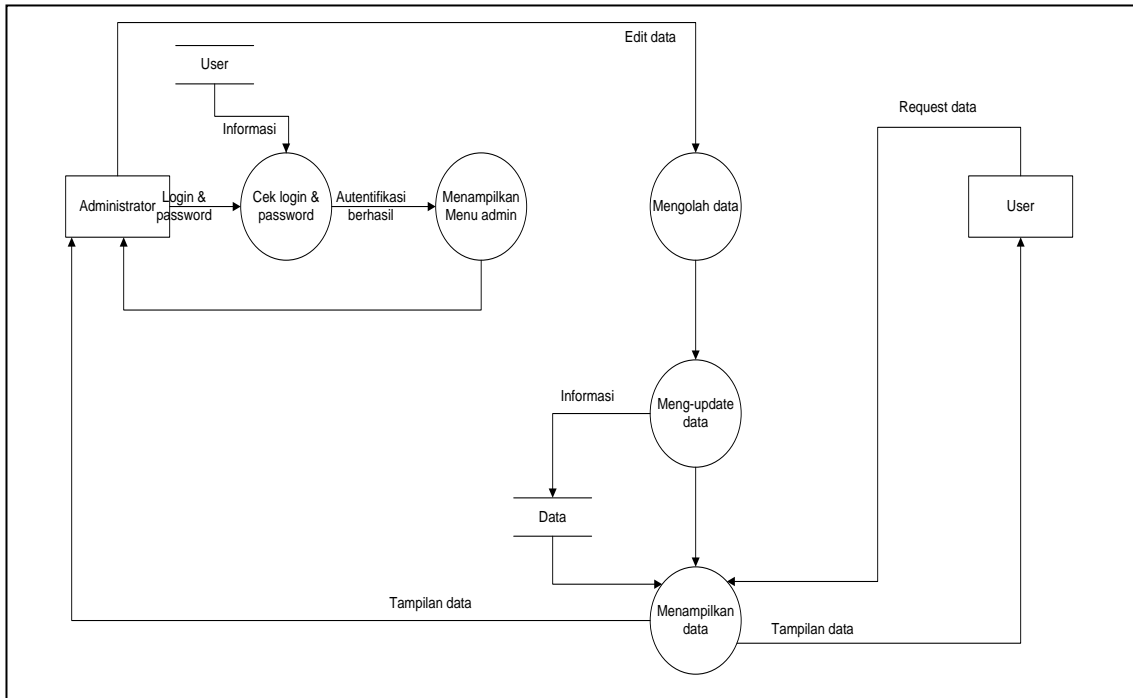 Edit data
User
Request data
Informasi
Administrator
Login &
password
Cek login &
password
Autentifikasi
berhasil
Menampilkan
Menu admin
Mengolah data
User
Informasi
Meng-update
data
Data
Tampilan data
Menampilkan
data
Tampilan data